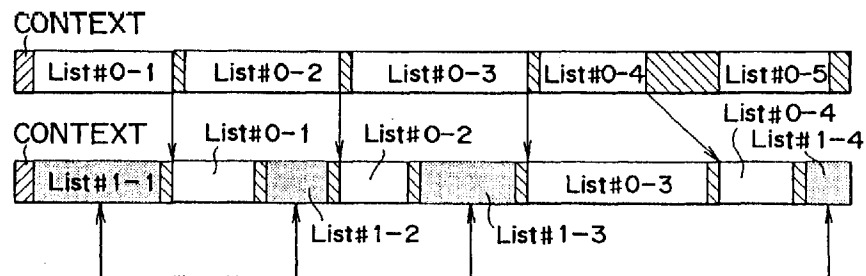 CONTEXT
List#0-1 List#0-2 List#0-3 List#0-4 List#0-5
CONTEXT List#0-1 List#0-2 List#0-4
List#1-4
List#1-1 List#0-3
List#1-2 List#1-3